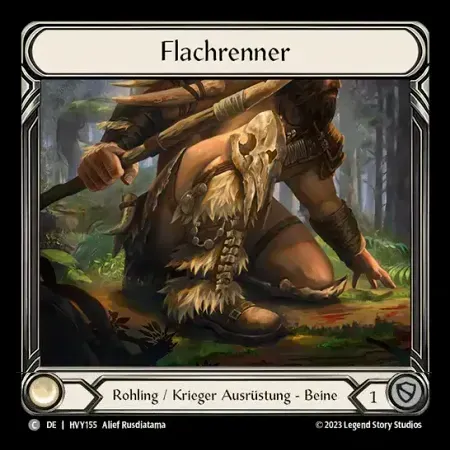 Flachrenner
Rohling / Krieger Ausrüstung - Beine
1
C DE | HVY155 Alief Rusdiatama
© 2023 Legend Story Studios